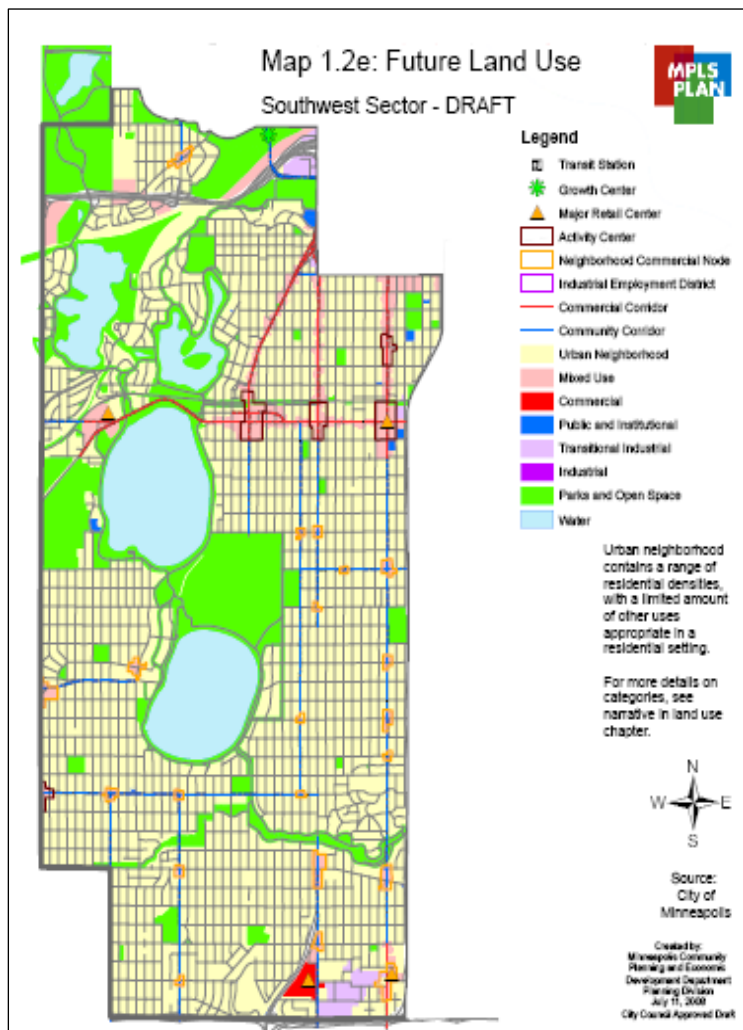 Map 1.2e: Future Land Use
Southwest Sector - DRAFT
MPLS
PLAN
Legend
Transit Station
Growth Center
Major Retail Center
Activity Center
Neighborhood Commercial Node
Industrial Employment District
Commercial Corridor
Community Corridor
Urban Neighborhood
Mixed Use
Commercial
Public and Institutional
Transitional Industrial
Industrial
Parks and Open Space
Water
Urban neighborhood
contains a range of
residential densities,
with a limited amount
of other uses
appropriate in a
residential setting.
For more details on
categories, see
narrative in land use
chapter.
N
W E
S
Source:
City of
Minneapolis
Created by:
Minneapolis Community
Planning and Economic
Development Department
Planning Division
July 11, 2008
City Council Approved Draft